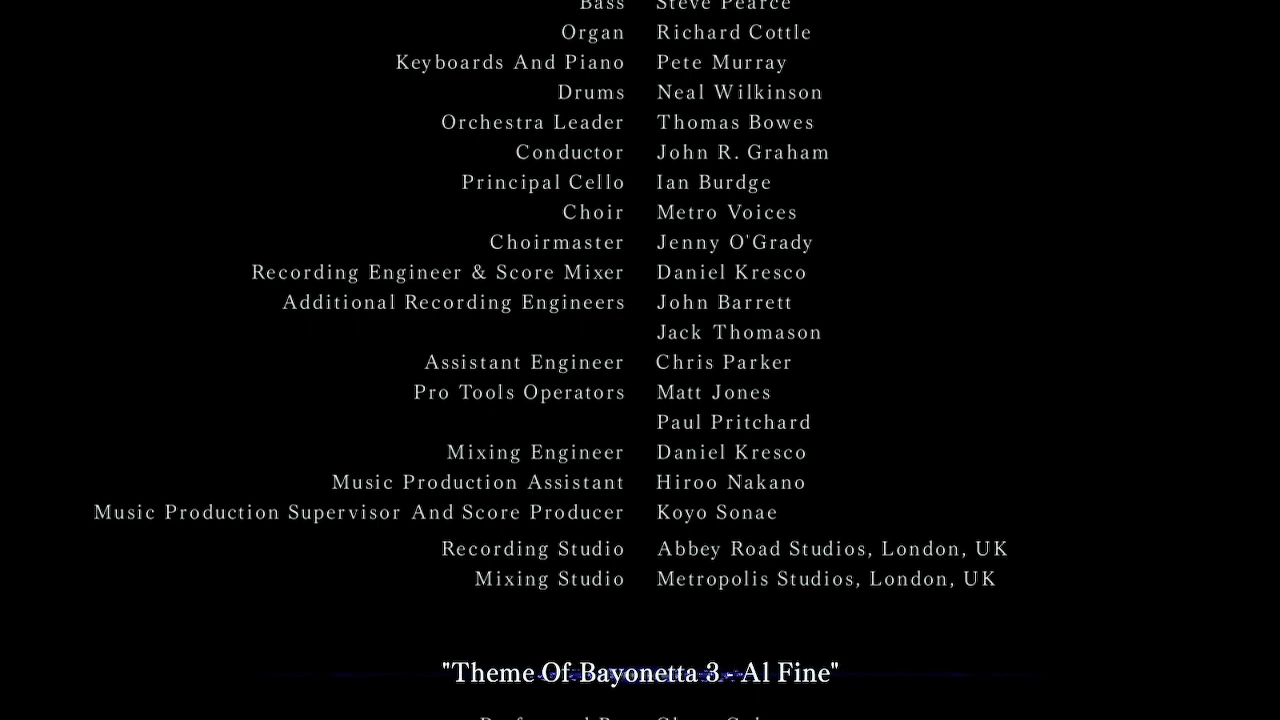 Bass Steve Pearce
Organ Richard Cottle
Keyboards And Piano Pete Murray
Drums Neal Wilkinson
Orchestra Leader Thomas Bowes
Conductor John R. Graham
Principal Cello Ian Burdge
Choir Metro Voices
Choirmaster Jenny O'Grady
Recording Engineer & Score Mixer Daniel Kresco
Additional Recording Engineers John Barrett
Jack Thomason
Assistant Engineer Chris Parker
Pro Tools Operators Matt Jones
Paul Pritchard
Mixing Engineer Daniel Kresco
Music Production Assistant Hiroo Nakano
Music Production Supervisor And Score Producer Koyo Sonae
Recording Studio Abbey Road Studios, London, UK
Mixing Studio Metropolis Studios, London, UK
"Theme Of Bayonetta 3 - Al Fine"